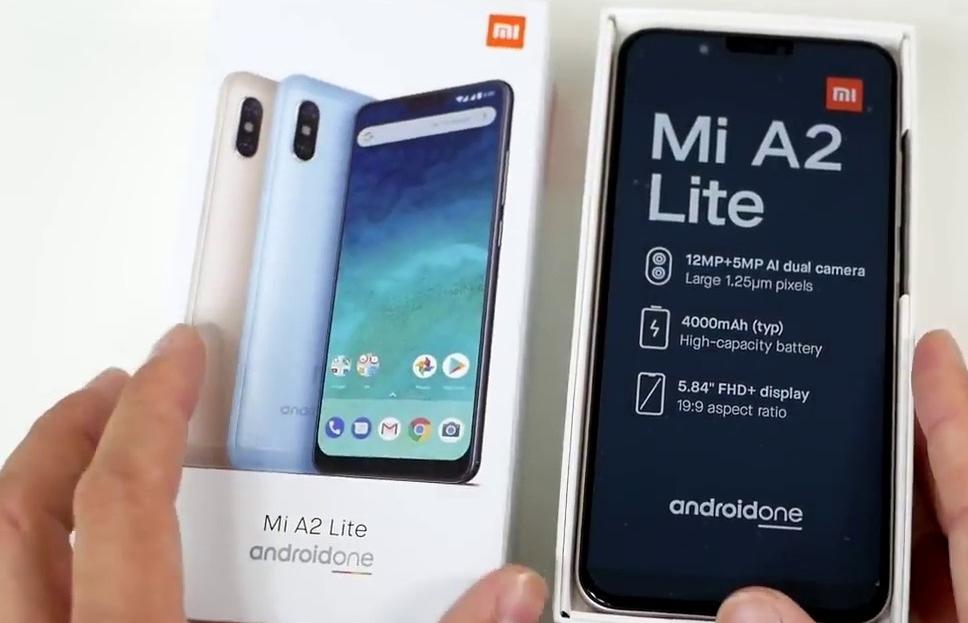 mi
andro
Mi A2 Lite
androidone
mi
Mi A2
Lite
12MP+5MP AI dual camera
Large 1.25μm pixels
4000mAh (typ)
High-capacity battery
5.84" FHD+ display
19:9 aspect ratio
androidone